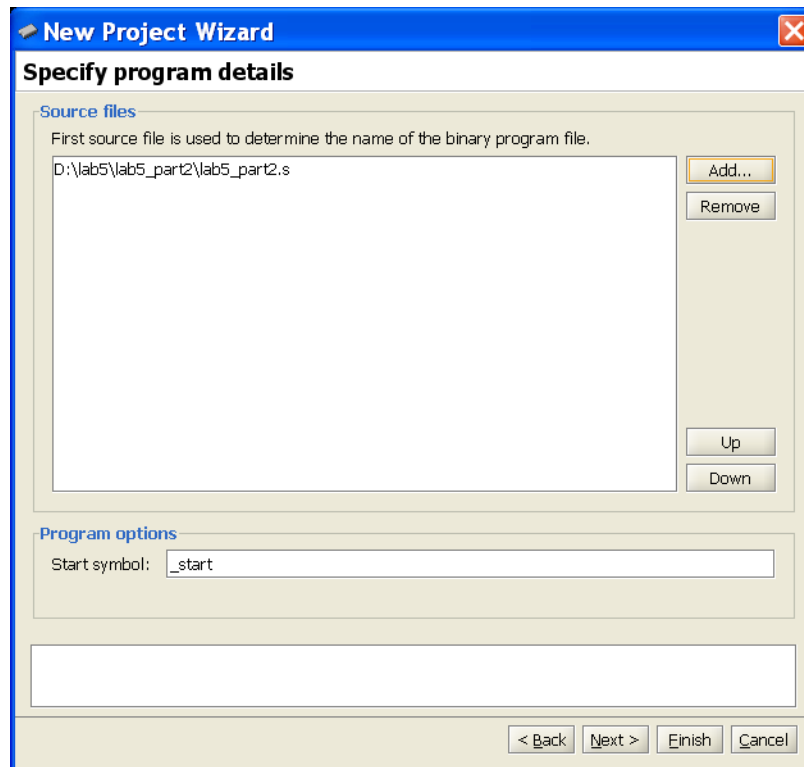 New Project Wizard
Specify program details
Source files
First source file is used to determine the name of the binary program file.
D:\lab5\lab5_part2\lab5_part2.s
Add...
Remove
Up
Down
Program options
Start symbol: _start
< Back Next > Finish Cancel